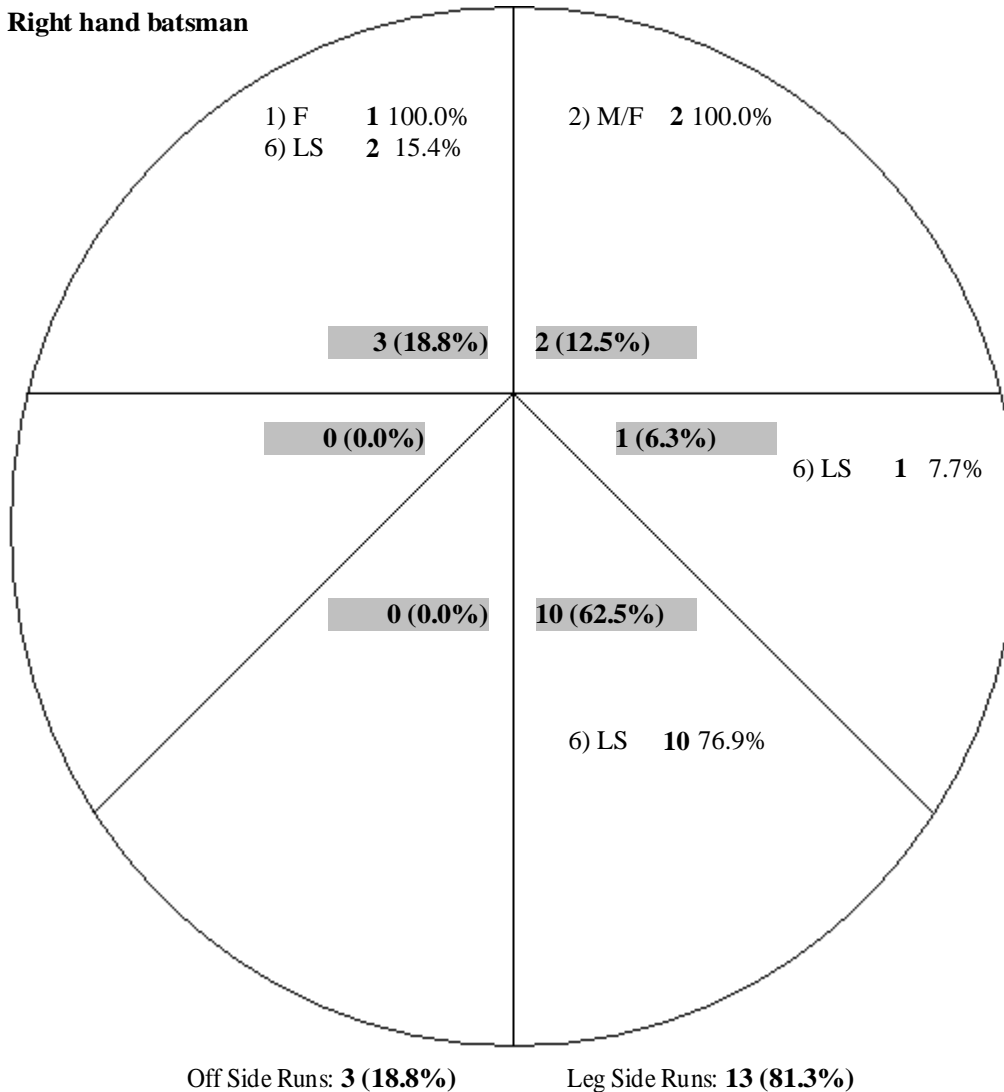 Right hand batsman
1) F 1 100.0% 2) M/F 2 100.0%
6) LS 2 15.4%
3 (18.8%) 2 (12.5%)
0 (0.0%) 1 (6.3%)
6) LS 1 7.7%
0 (0.0%) 10 (62.5%)
6) LS 10 76.9%
Off Side Runs: 3 (18.8%) Leg Side Runs: 13 (81.3%)